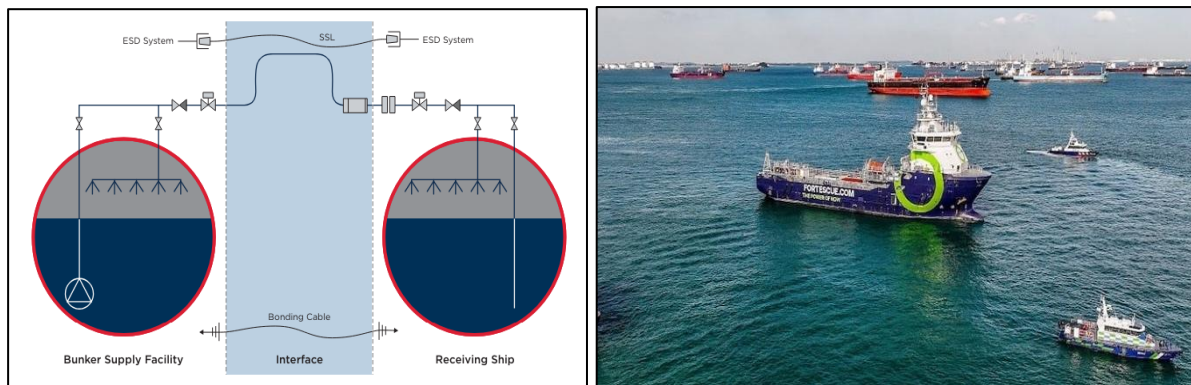 ESD System
SSL
ESD System
Bonding Cable
Bunker Supply Facility
Interface
Receiving Ship
FORTESCUE.COM
THE POWER OF NOW